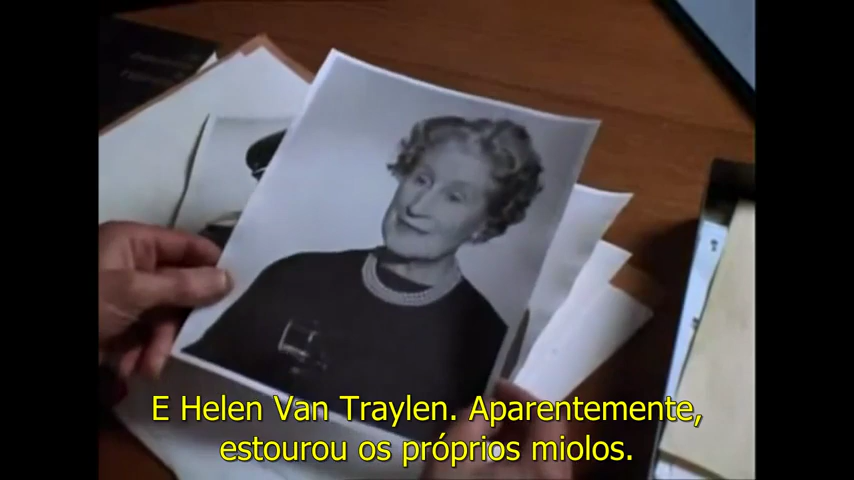 E Helen Van Traylen. Aparentemente,
estourou os próprios miolos.